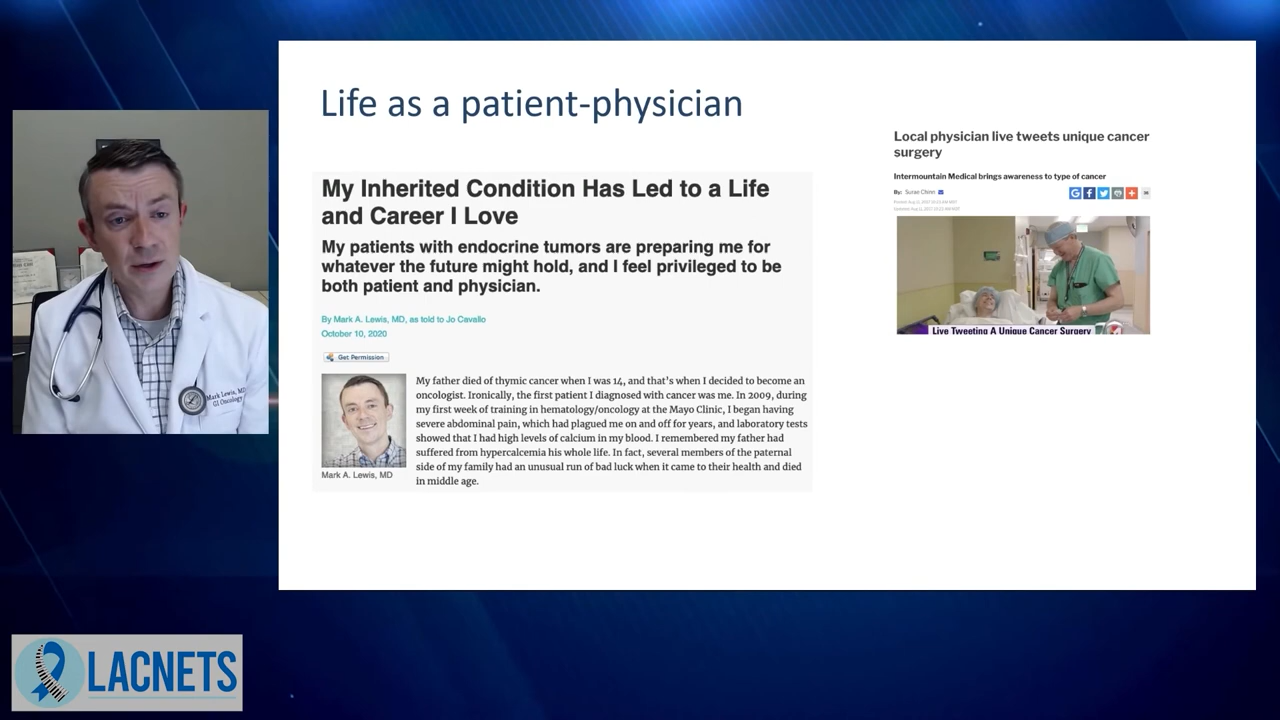 Life as a patient-physician
My Inherited Condition Has Led to a Life
and Career I Love
My patients with endocrine tumors are preparing me for
whatever the future might hold, and I feel privileged to be
both patient and physician.
By Mark A. Lewis, MD, as told to Jo Cavallo
October 10, 2020
Get Permission
My father died of thymic cancer when I was 14, and that's when I decided to become an
oncologist. Ironically, the first patient I diagnosed with cancer was me. In 2009, during
my first week of training in hematology/oncology at the Mayo Clinic, I began having
severe abdominal pain, which had plagued me on and off for years, and laboratory tests
showed that I had high levels of calcium in my blood. I remembered my father had
suffered from hypercalcemia his whole life. In fact, several members of the paternal
side of my family had an unusual run of bad luck when it came to their health and died
in middle age.
Mark A. Lewis, MD
Local physician live tweets unique cancer
surgery
Intermountain Medical brings awareness to type of cancer
By: Surae Chinn
Live Tweeting A Unique Cancer Surgery
Mark Lewis, MD
GI Oncology
LACNETS